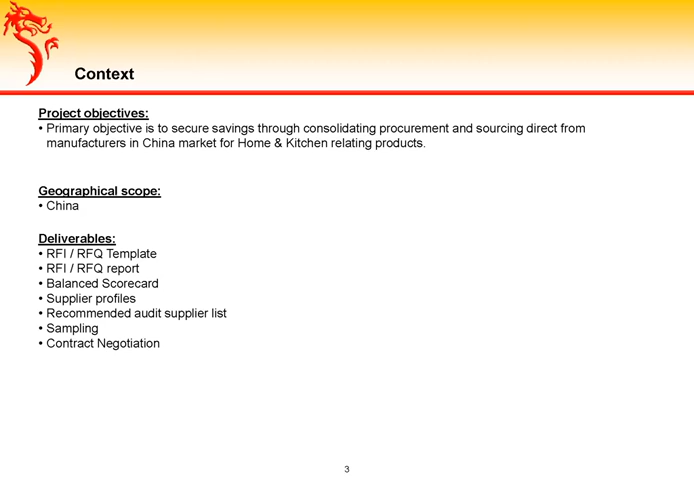 Context
Project objectives:
• Primary objective is to secure savings through consolidating procurement and sourcing direct from
manufacturers in China market for Home & Kitchen relating products.
Geographical scope:
• China
Deliverables:
• RFI / RFQ Template
• RFI / RFQ report
• Balanced Scorecard
• Supplier profiles
• Recommended audit supplier list
• Sampling
• Contract Negotiation
3